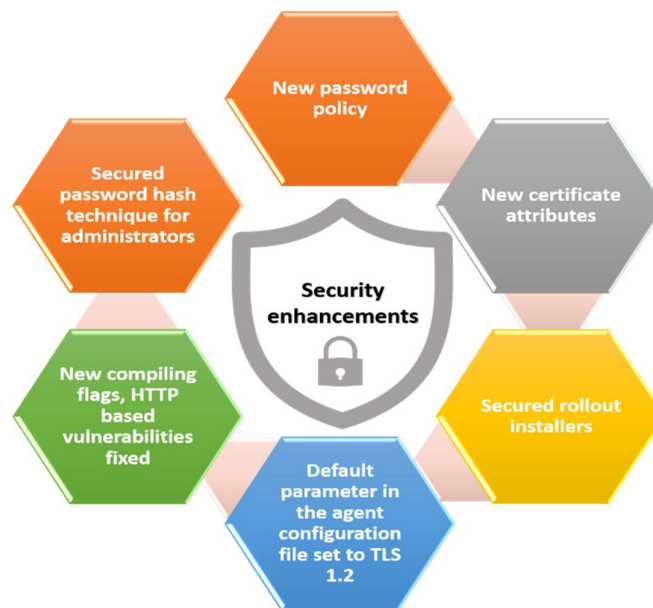 New password
policy
New certificate
attributes
Secured rollout
installers
Default
parameter in
the agent
configuration
file set to TLS
1.2
New compiling
flags, HTTP
based
vulnerabilities
fixed
Secured
password hash
technique for
administrators
Security
enhancements